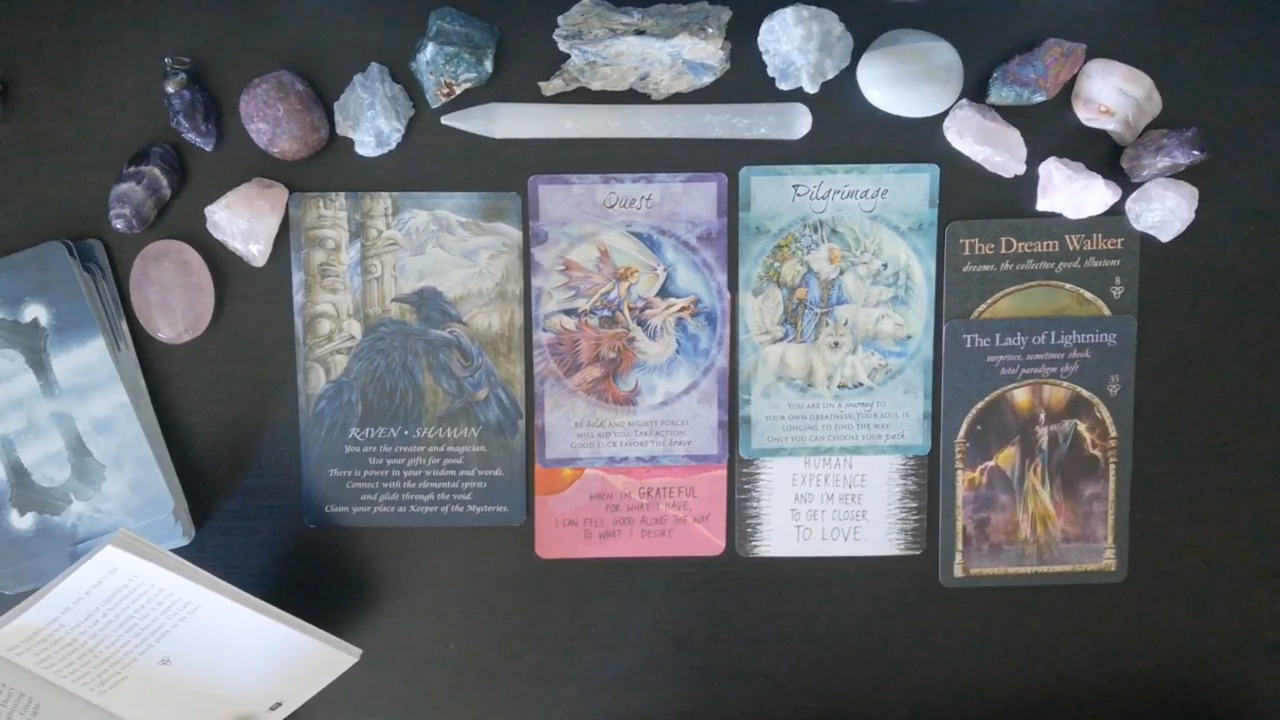 RAVEN • SHAMAN
You are the creator and magician.
Use your gifts for good.
There is power in your wisdom and words.
Connect with the elemental spirits
and glide through the void.
Claim your place as Keeper of the Mysteries.
Quest
BE bold, AND MIGHTY FORCES
WILL AID YOU. TAKE ACTION.
GOOD LUCK FAVORS THE brave.
WHEN I'M GRATEFUL
FOR WHAT I HAVE,
I CAN FEEL GOOD ALONG THE WAY
TO WHAT I DESIRE.
Pilgrimage
YOU ARE ON A journey TO
YOUR OWN GREATNESS. YOUR SOUL IS
LONGING TO FIND THE WAY.
ONLY YOU CAN CHOOSE YOUR path.
HUMAN
EXPERIENCE
AND I'M HERE
TO GET CLOSER
TO LOVE.
The Dream Walker
dreams, the collective good, illusions
8
The Lady of Lightning
surprises, sometimes shock,
total paradigm shift
35